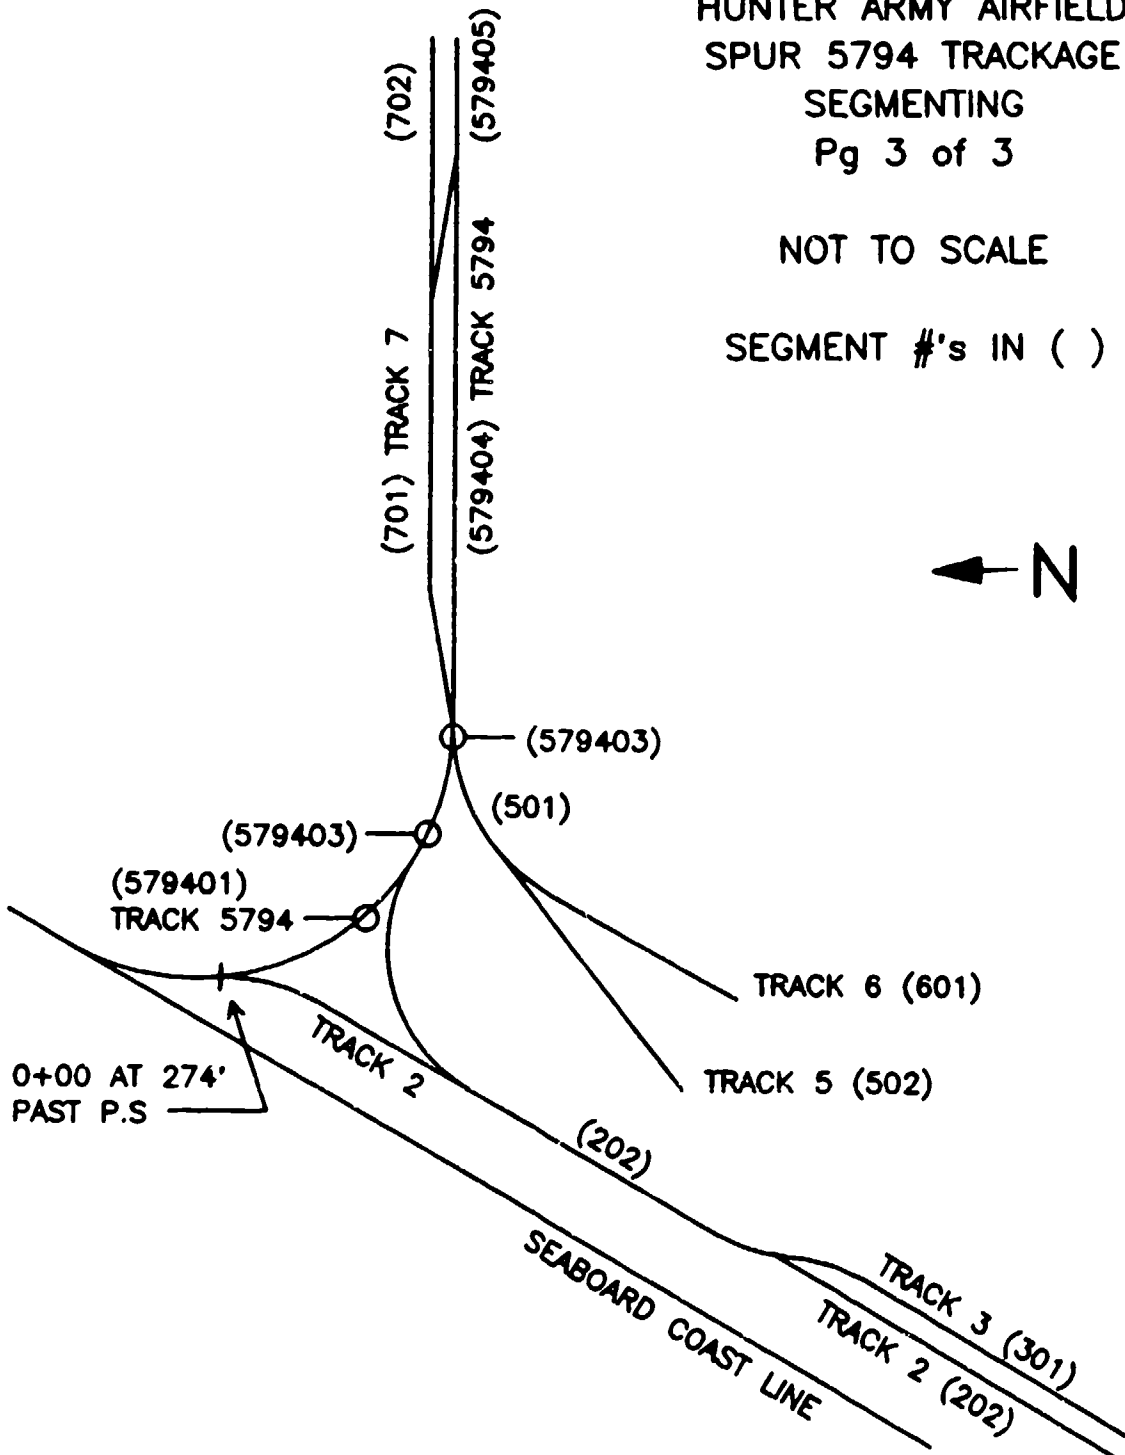 HUNTER ARMY AIRFIELD
SPUR 5794 TRACKAGE
SEGMENTING
Pg 3 of 3
NOT TO SCALE
SEGMENT #'s IN ( )
(702)
(579405)
(701) TRACK 7
(579404) TRACK 5794
N
(579403)
(501)
(579403)
(579401)
TRACK 5794
TRACK 6 (601)
TRACK 5 (502)
0+00 AT 274'
PAST P.S
TRACK 2
(202)
SEABOARD COAST LINE
TRACK 3 (301)
TRACK 2 (202)